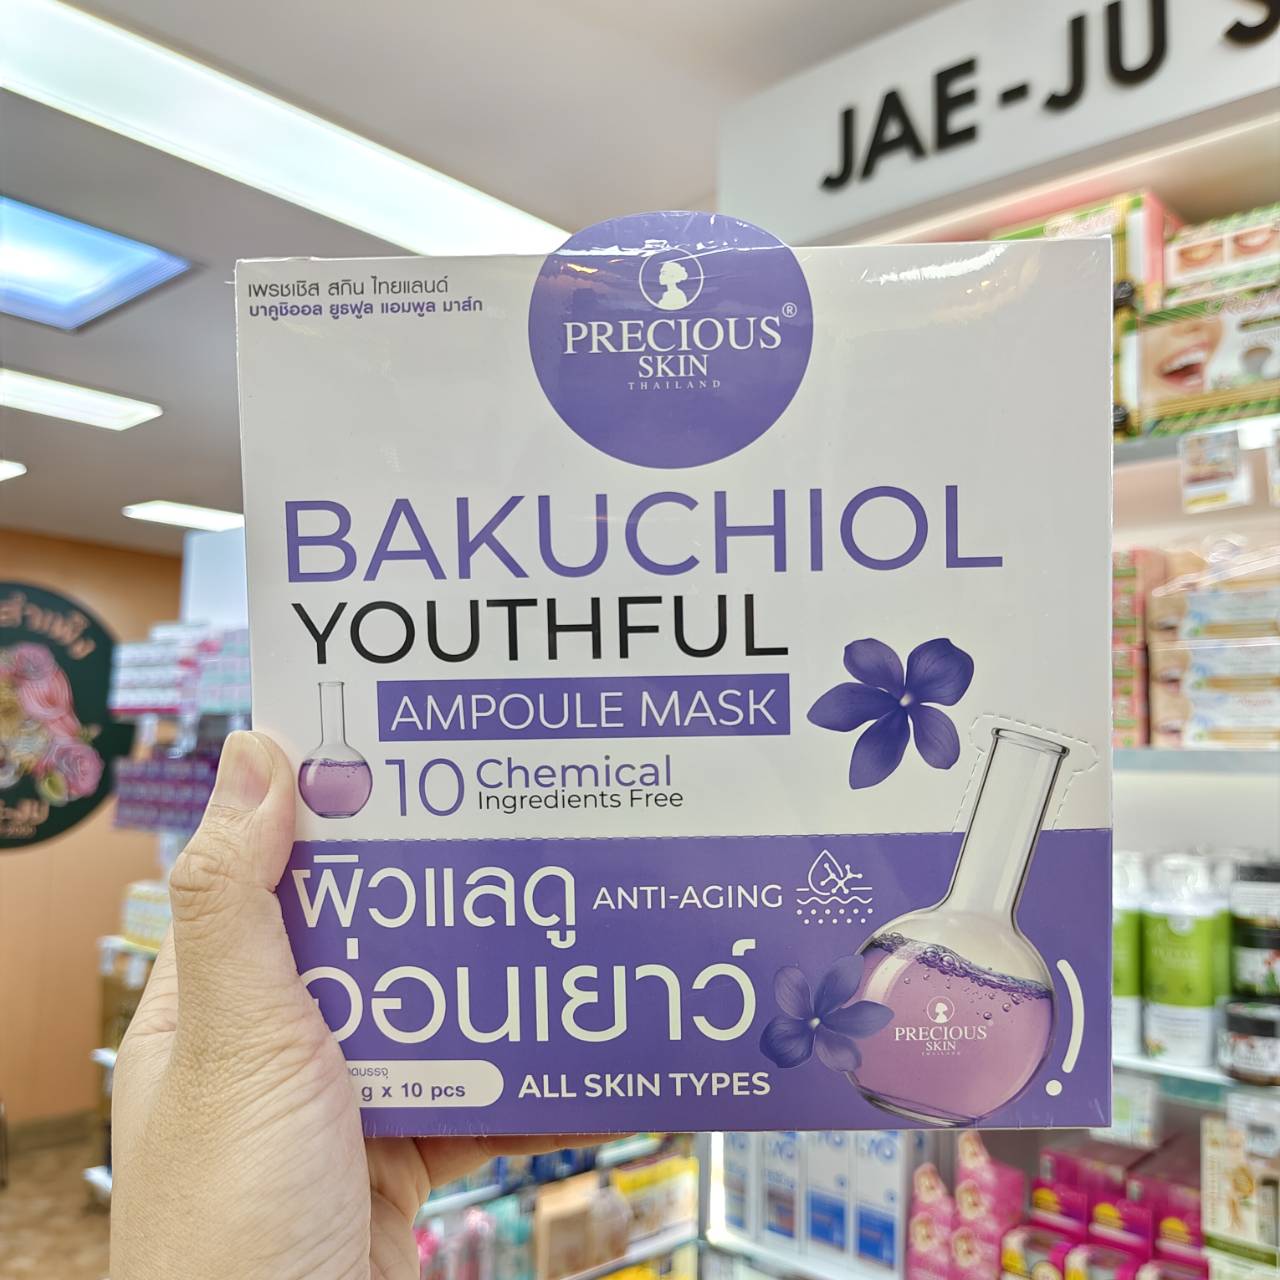 JAE-JU S
เพรชเชิส สกิน ไทยแลนด์
บาคูชิออล ยูธฟูล แอมพูล มาส์ก
PRECIOUS®
SKIN
THAILAND
BAKUCHIOL
YOUTHFUL
AMPOULE MASK
10 Chemical
Ingredients Free
ผิวแลดู
ANTI-AGING
อ่อนเยาว์
g x 10 pcs
ALL SKIN TYPES
PRECIOUS
SKIN
THAILAND